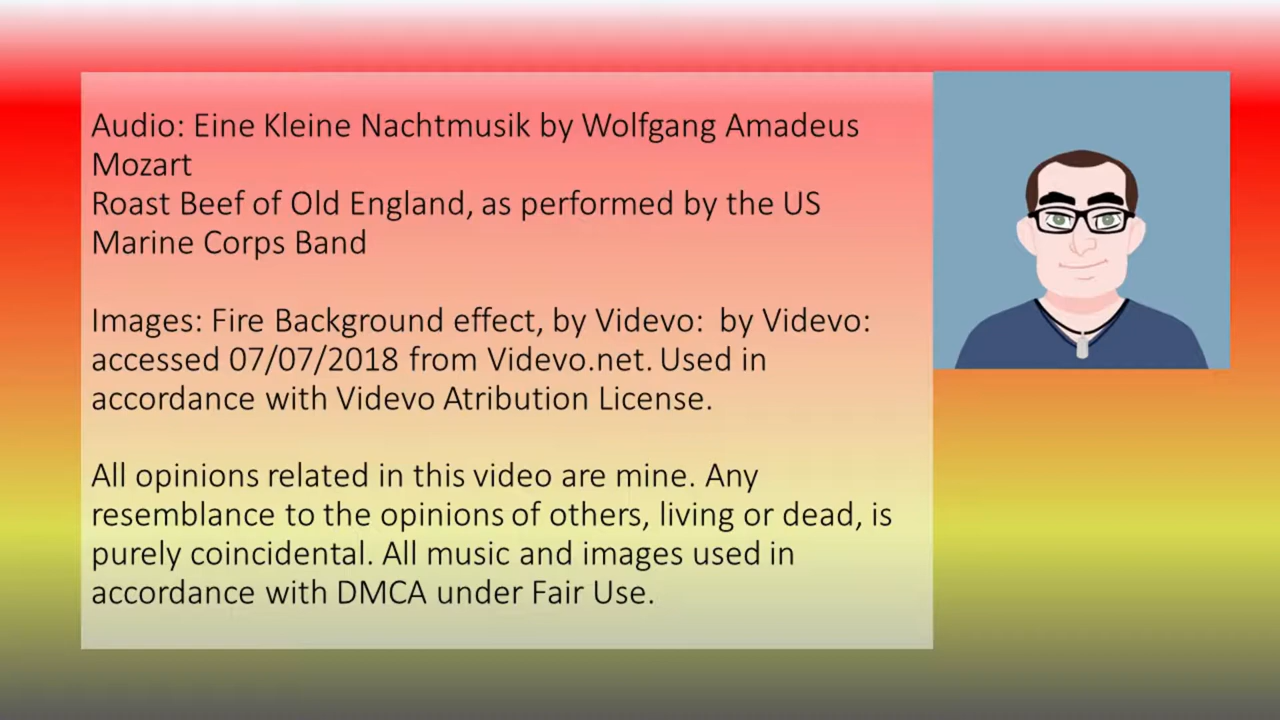 Audio: Eine Kleine Nachtmusik by Wolfgang Amadeus
Mozart
Roast Beef of Old England, as performed by the US
Marine Corps Band
Images: Fire Background effect, by Videvo:  by Videvo:
accessed 07/07/2018 from Videvo.net. Used in
accordance with Videvo Atribution License.
All opinions related in this video are mine. Any
resemblance to the opinions of others, living or dead, is
purely coincidental. All music and images used in
accordance with DMCA under Fair Use.